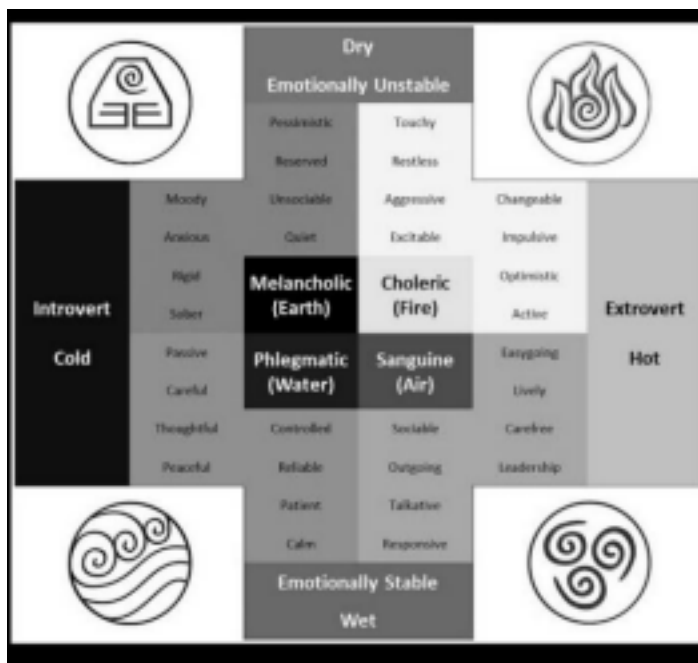 Dry
Emotionally Unstable
Pessimistic Touchy
Reserved Restless
Moody Unsociable Aggressive Changeable
Anxious Quiet Excitable Impulsive
Rigid Melancholic Choleric Optimistic
Introvert Sober (Earth) (Fire) Active Extrovert
Cold Passive Phlegmatic Sanguine Easygoing Hot
Careful (Water) (Air) Lively
Thoughtful Controlled Sociable Carefree
Peaceful Reliable Outgoing Leadership
Patient Talkative
Calm Responsive
Emotionally Stable
Wet